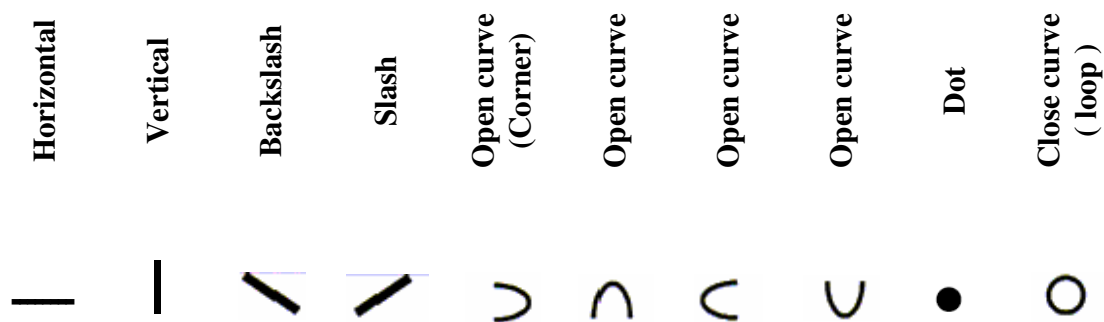 Horizontal
Vertical
Backslash
Slash
Open curve
(Corner)
Open curve
Open curve
Open curve
Dot
Close curve
( loop )